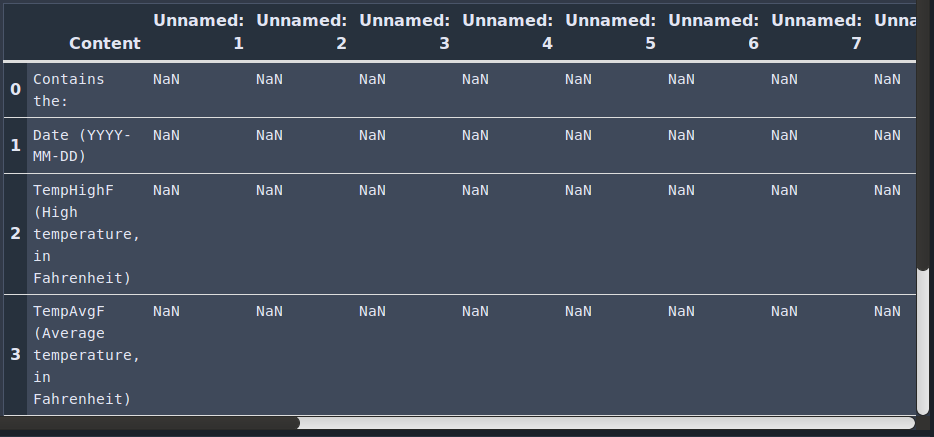 Unnamed: Unnamed: Unnamed: Unnamed: Unnamed: Unnamed: Unnamed: Unna
Content 1 2 3 4 5 6 7
0 Contains NaN NaN NaN NaN NaN NaN NaN NaN
the:
1 Date (YYYY- NaN NaN NaN NaN NaN NaN NaN NaN
MM-DD)
2 TempHighF NaN NaN NaN NaN NaN NaN NaN NaN
(High
temperature,
in
Fahrenheit)
3 TempAvgF NaN NaN NaN NaN NaN NaN NaN NaN
(Average
temperature,
in
Fahrenheit)